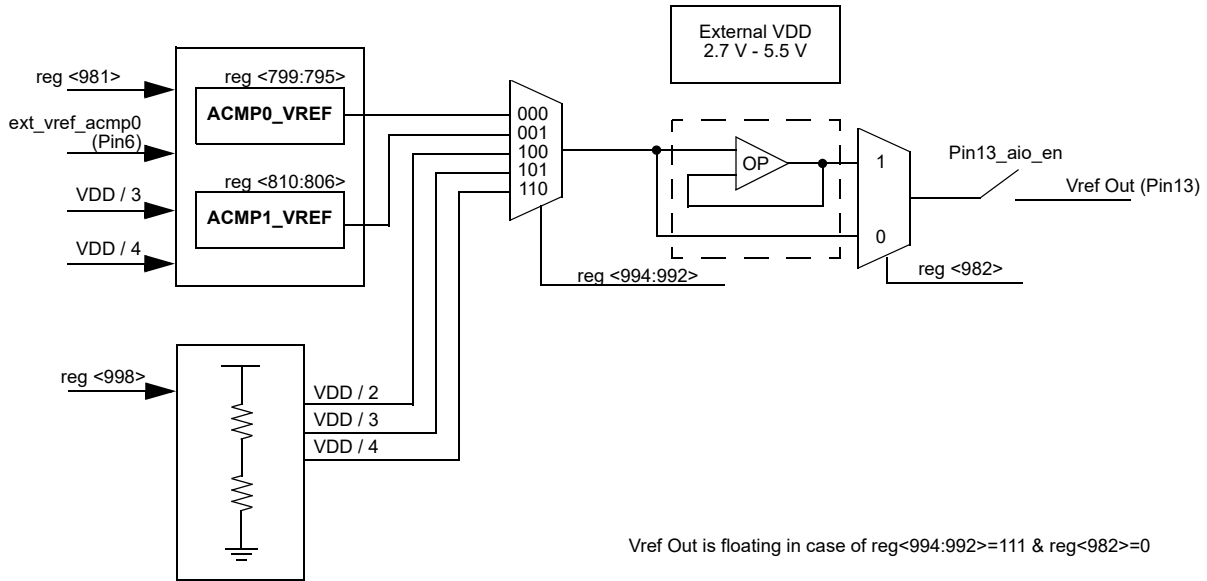 External VDD
2.7 V - 5.5 V
reg <981>
reg <799:795>
ACMP0_VREF
ext_vref_acmp0
(Pin6)
VDD / 3
reg <810:806>
ACMP1_VREF
VDD / 4
000
001
100
101
110
OP
1
0
Pin13_aio_en
Vref Out (Pin13)
reg <994:992>
reg <982>
reg <998>
VDD / 2
VDD / 3
VDD / 4
Vref Out is floating in case of reg<994:992>=111 & reg<982>=0